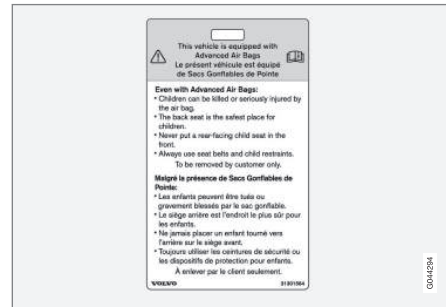 This vehicle is equipped with
Advanced Air Bags
Le présent véhicule est équipé
de Sacs Gonflables de Pointe
Even with Advanced Air Bags:
• Children can be killed or seriously injured by
the air bag.
• The back seat is the safest place for
children.
• Never put a rear-facing child seat in the
front.
• Always use seat belts and child restraints.
To be removed by customer only.
Malgré la présence de Sacs Gonflables de
Pointe:
• Les enfants peuvent être tués ou
gravement blessés par le sac gonflable.
• Le siège arrière est l'endroit le plus sûr pour
les enfants.
• Ne jamais placer un enfant tourné vers
l'arrière sur le siège avant.
• Toujours utiliser les ceintures de sécurité ou
les dispositifs de protection pour enfants.
À enlever par le client seulement.
VOLVO
G044294